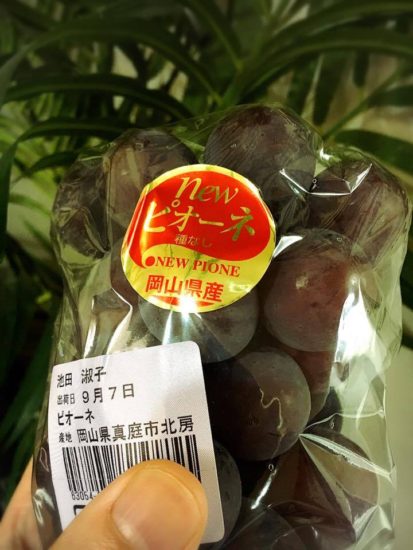 new
ピオーネ
種なし
NEW PIONE
岡山県産
池田 淑子
出荷日 9月7日
ピオーネ
産地 岡山県真庭市北房